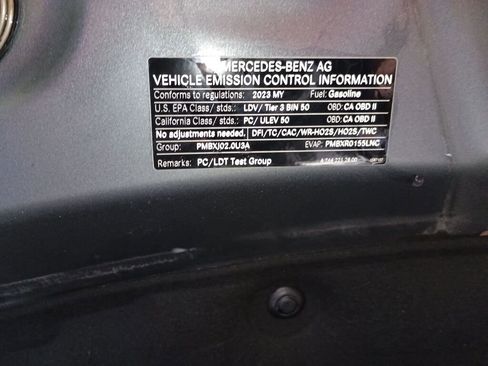 MERCEDES-BENZ AG
VEHICLE EMISSION CONTROL INFORMATION
Conforms to regulations: 2023 MY Fuel: Gasoline
U.S. EPA Class/ stds.: LDV/ Tier 3 BIN 50 OBD: CA OBD II
California Class / stds.: PC/ ULEV 50 OBD: CA OBD II
No adjustments needed. DFI/TC/CAC/WR-HO2S/HO2S/TWC
Group: PMBXJ02.0U3A EVAP: PMBXR0155LNC
Remarks: PC/LDT Test Group